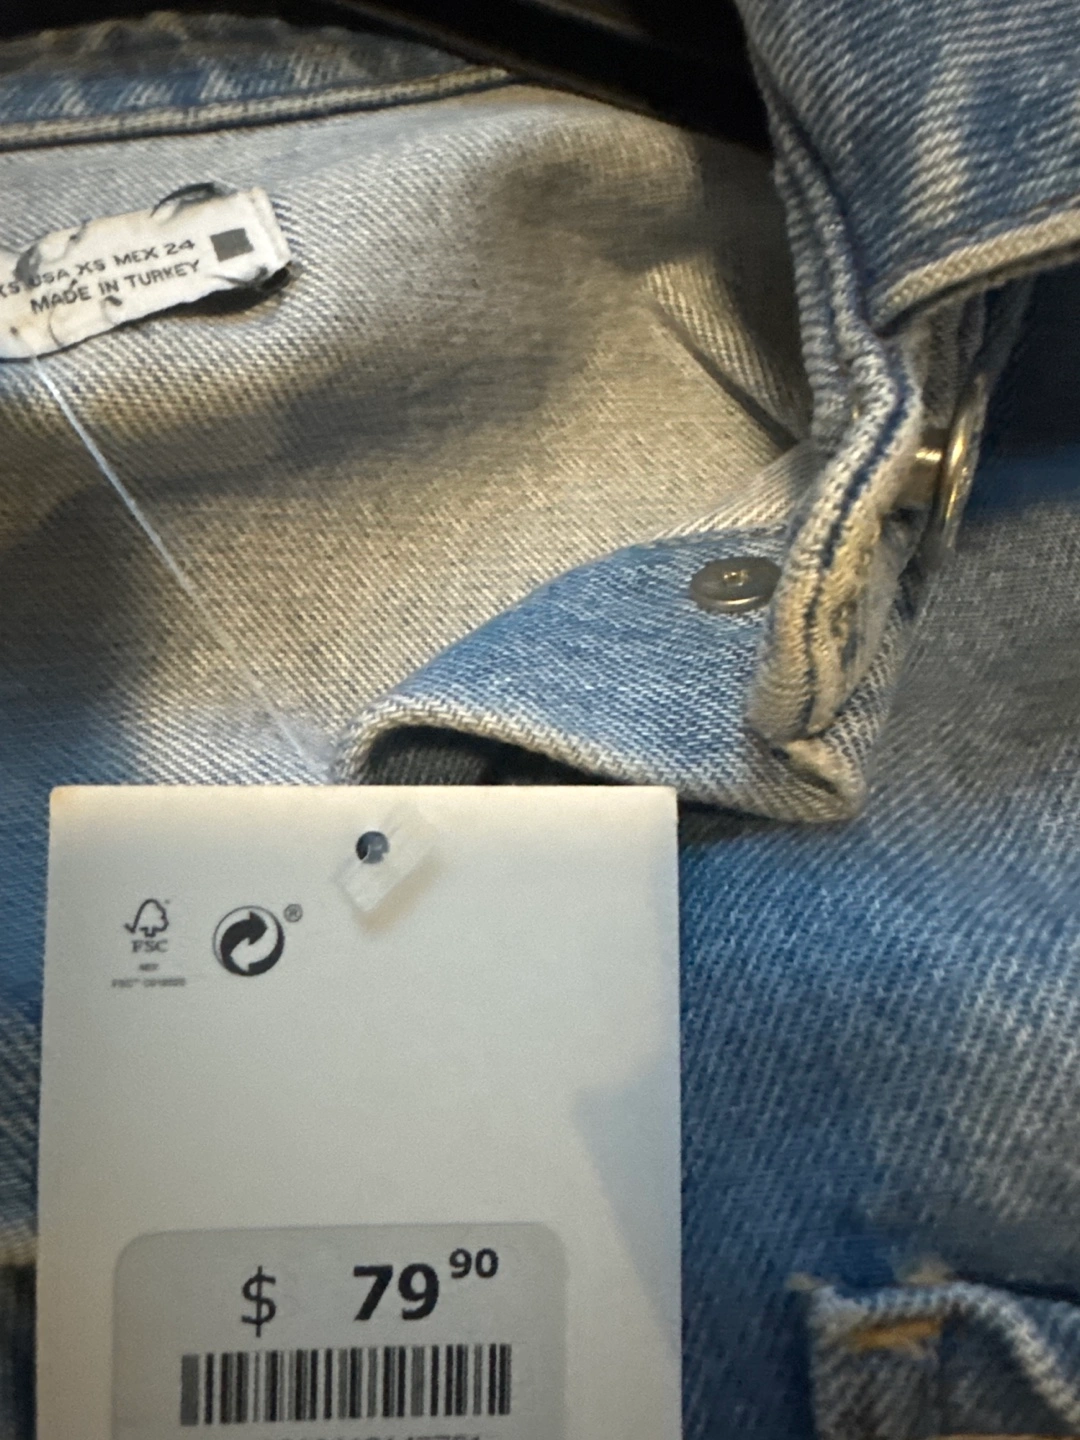 XS USA XS MEX 24
MADE IN TURKEY
FSC
®
$ 79 90